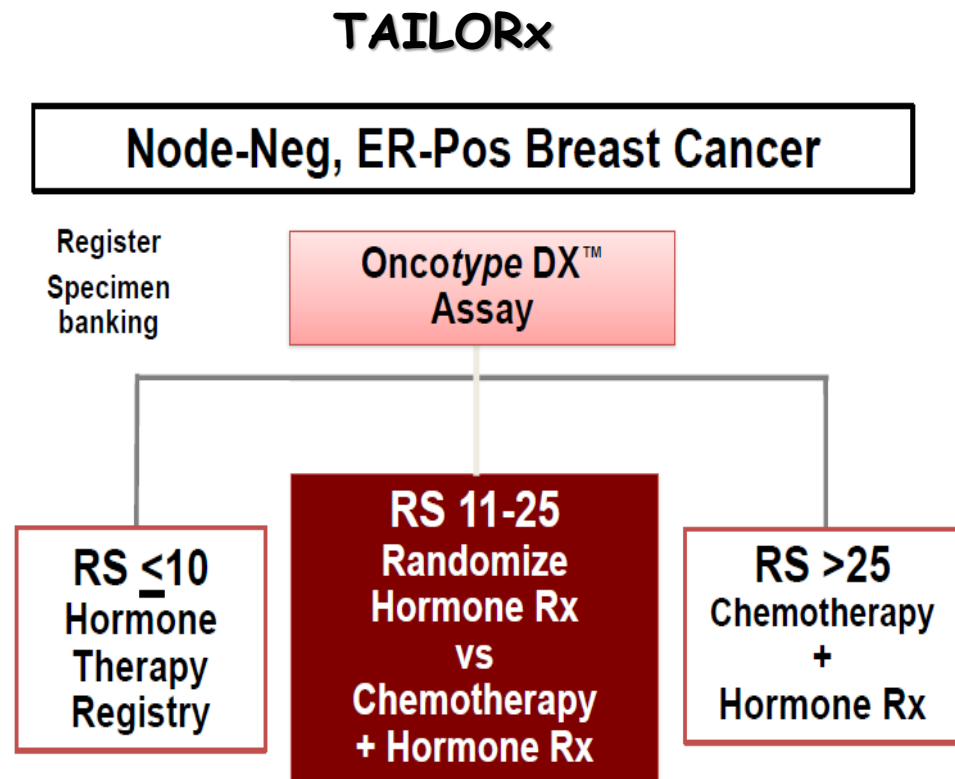 TAILORx
Node-Neg, ER-Pos Breast Cancer
Register
Specimen
banking
Oncotype DX™
Assay
RS ≤10
Hormone
Therapy
Registry
RS 11-25
Randomize
Hormone Rx
vs
Chemotherapy
+ Hormone Rx
RS >25
Chemotherapy
+
Hormone Rx